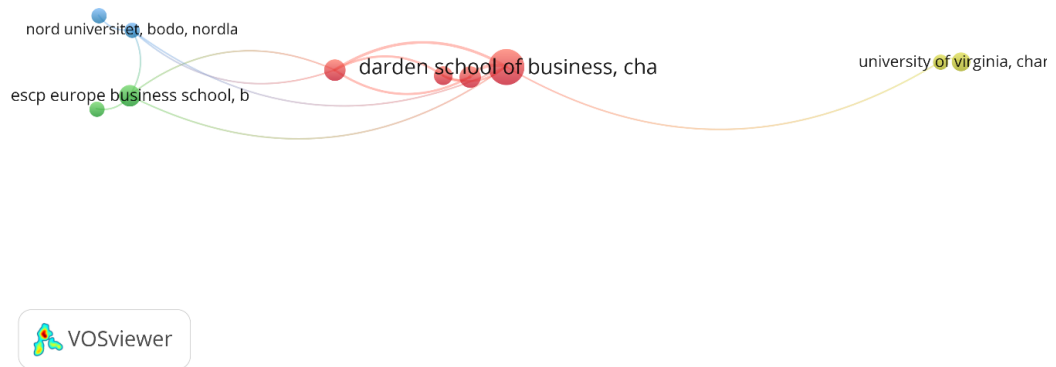 nord universitet, bodo, nordla
darden school of business, cha
university of virginia, char
escp europe business school, b
VOSviewer